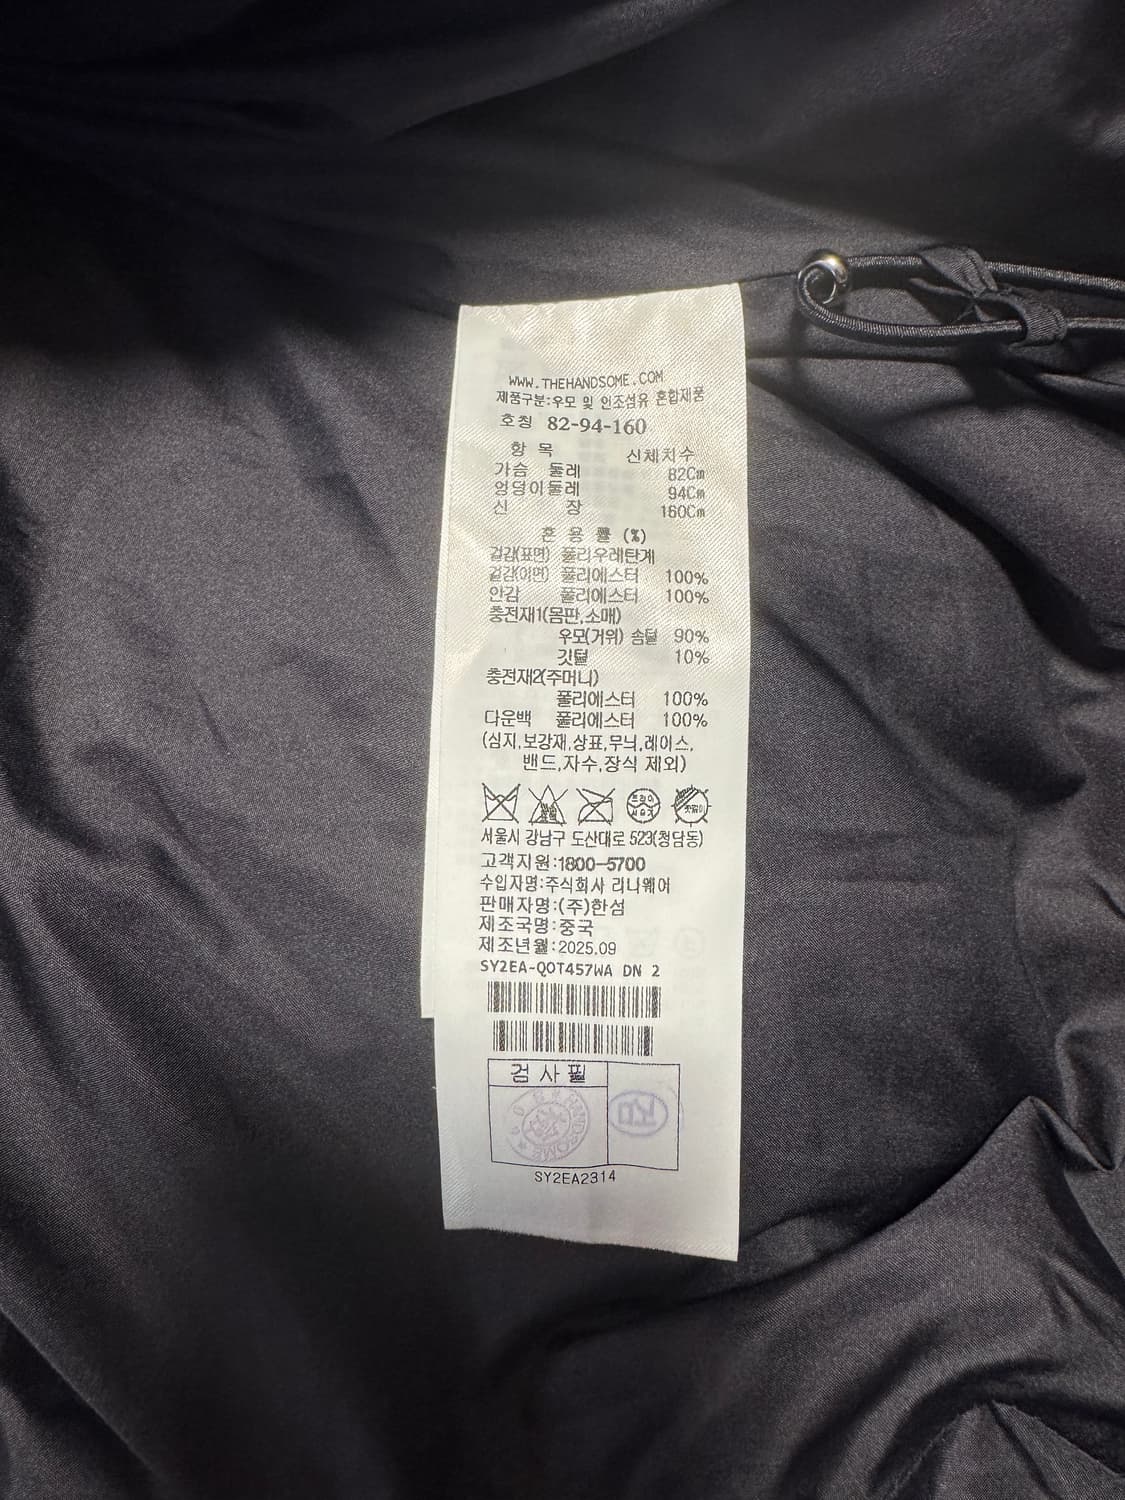 WWW.THEHANDSOME.COM
제품구분:우모 및 인조섬유 혼합제품
호칭 82-94-160
항 목 신체치수
가슴 둘레 82Cm
엉덩이둘레 94Cm
신 장 160Cm
혼 용 률 (%)
겉감(표면) 폴리우레탄계
겉감(이면) 폴리에스터 100%
안감 폴리에스터 100%
충전재1(몸판,소매)
우모(거위) 솜털 90%
깃털 10%
충전재2(주머니)
폴리에스터 100%
다운백 폴리에스터 100%
(심지,보강재,상표,무늬,레이스,
밴드,자수,장식 제외)
서울시 강남구 도산대로 523(청담동)
고객지원:1800-5700
수입자명:주식회사 리나웨어
판매자명:(주)한섬
제조국명:중국
제조년월:2025.09
SY2EA-QOT457WA DN 2
검 사 필
HANDSOME
SY2EA2314